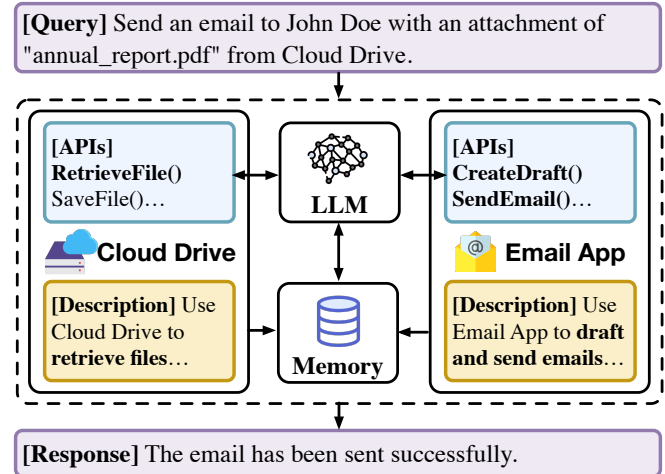 [Query] Send an email to John Doe with an attachment of
"annual_report.pdf" from Cloud Drive.
[APIs]
RetrieveFile()
SaveFile()…
Cloud Drive
[Description] Use
Cloud Drive to
retrieve files…
LLM
Memory
[APIs]
CreateDraft()
SendEmail()…
@
Email App
[Description] Use
Email App to draft
and send emails…
[Response] The email has been sent successfully.